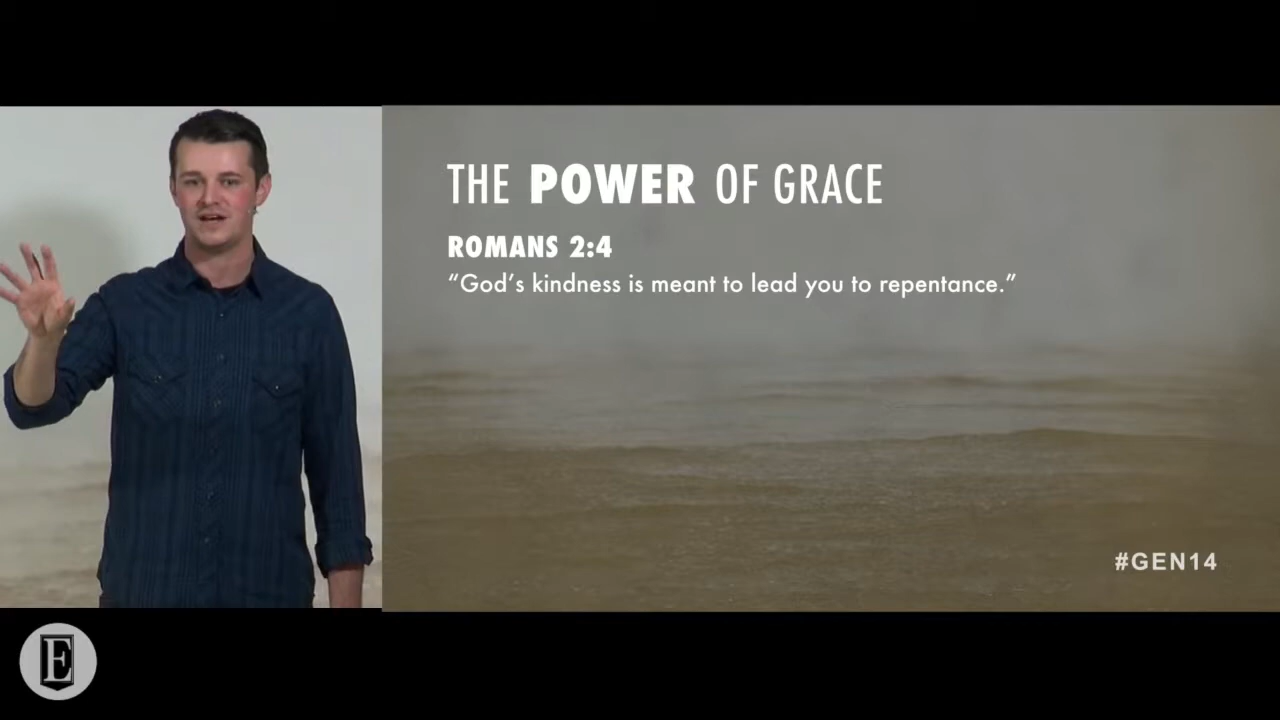 THE POWER OF GRACE
ROMANS 2:4
“God’s kindness is meant to lead you to repentance.”
#GEN14
E